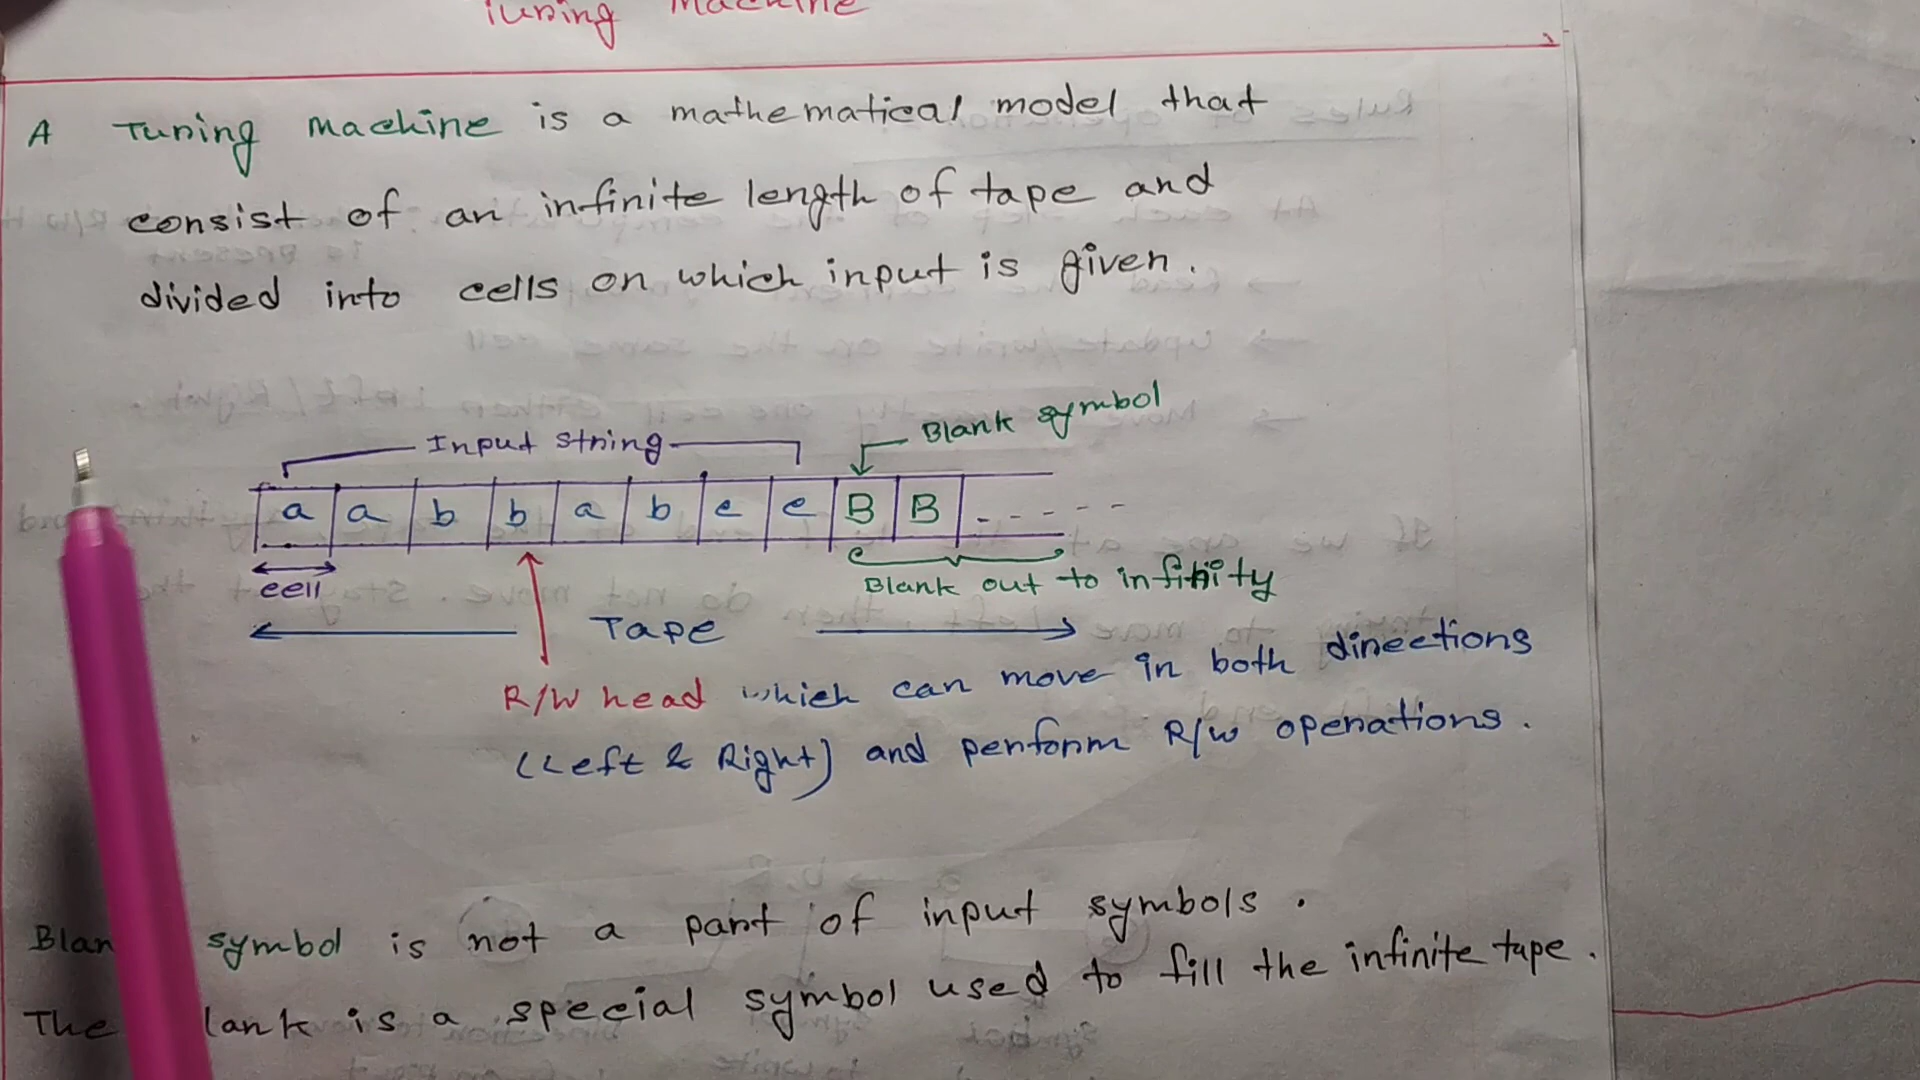 Turing Machine
A Turing Machine is a mathematical model that
consist of an infinite length of tape and
divided into cells on which input is given.
Input string
Blank symbol
a a b b a b c c B B - - - - -
cell
Blank out to infinity
Tape
R/W head which can move in both directions
(Left & Right) and perform R/W operations.
symbol is not a part of input symbols.
The is a special symbol used to fill the infinite tape.